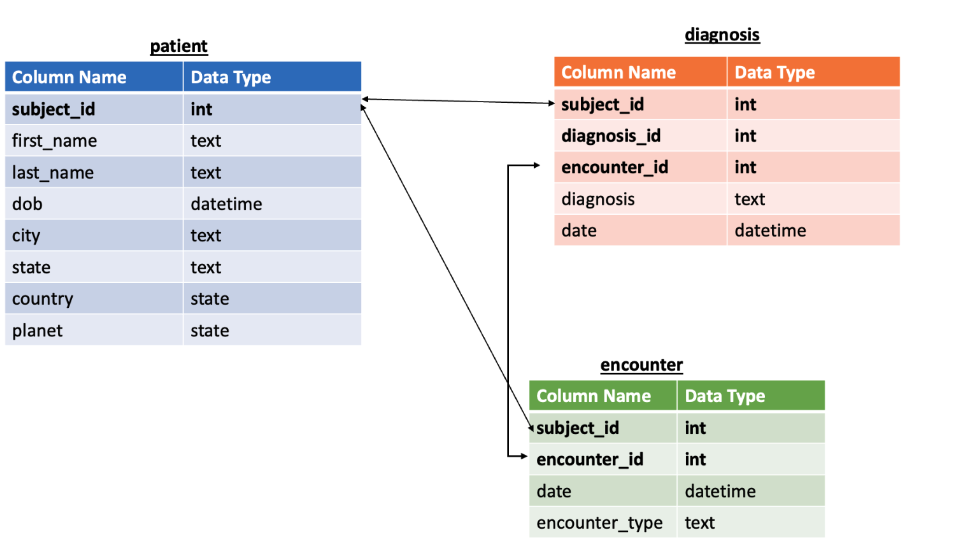 patient
Column Name Data Type
subject_id int
first_name text
last_name text
dob datetime
city text
state text
country state
planet state
diagnosis
Column Name Data Type
subject_id int
diagnosis_id int
encounter_id int
diagnosis text
date datetime
encounter
Column Name Data Type
subject_id int
encounter_id int
date datetime
encounter_type text